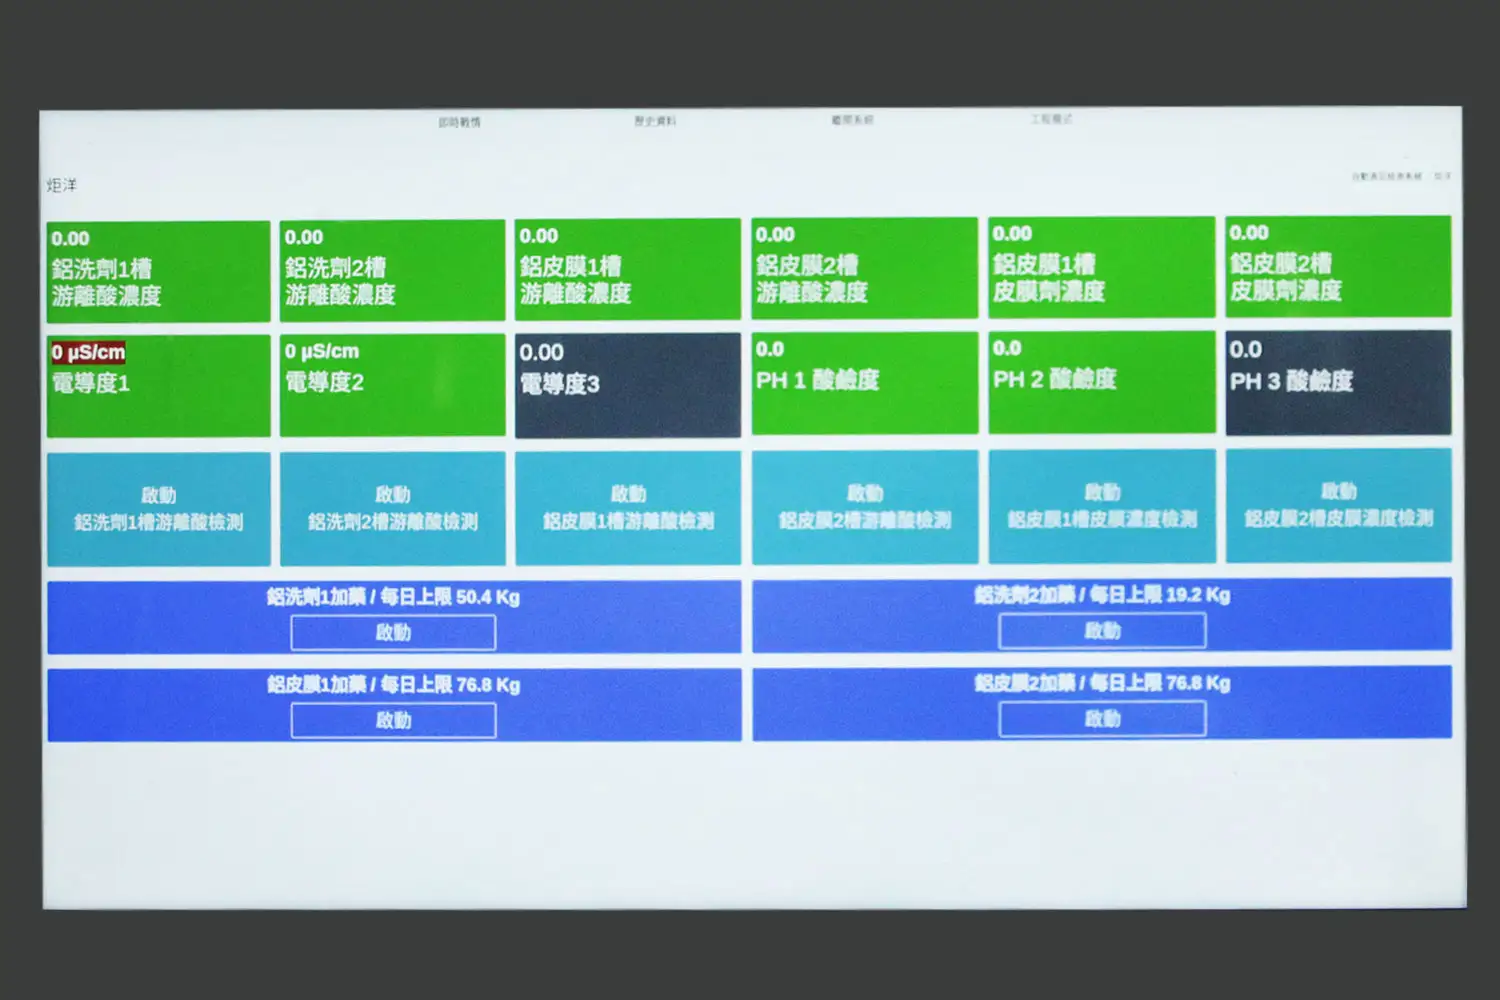 即時戰情
歷史資料
離開系統
工程模式
炬洋
0.00
鋁洗劑1槽
游離酸濃度
0.00
鋁洗劑2槽
游離酸濃度
0.00
鋁皮膜1槽
游離酸濃度
0.00
鋁皮膜2槽
游離酸濃度
0.00
鋁皮膜1槽
皮膜劑濃度
0.00
鋁皮膜2槽
皮膜劑濃度
0 µS/cm
電導度1
0 µS/cm
電導度2
0.00
電導度3
0.0
PH 1 酸鹼度
0.0
PH 2 酸鹼度
0.0
PH 3 酸鹼度
啟動
鋁洗劑1槽游離酸檢測
啟動
鋁洗劑2槽游離酸檢測
啟動
鋁皮膜1槽游離酸檢測
啟動
鋁皮膜2槽游離酸檢測
啟動
鋁皮膜1槽皮膜濃度檢測
啟動
鋁皮膜2槽皮膜濃度檢測
鋁洗劑1加藥 / 每日上限 50.4 Kg
啟動
鋁洗劑2加藥 / 每日上限 19.2 Kg
啟動
鋁皮膜1加藥 / 每日上限 76.8 Kg
啟動
鋁皮膜2加藥 / 每日上限 76.8 Kg
啟動